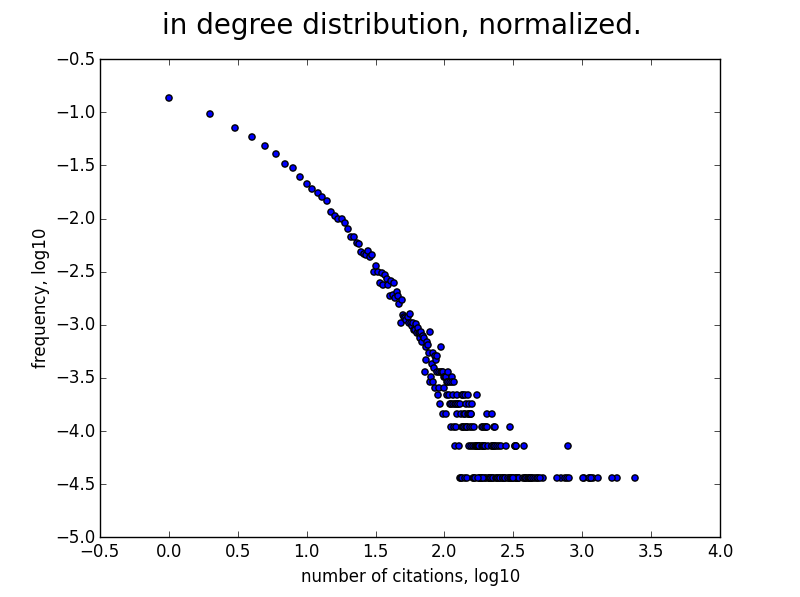 in degree distribution, normalized.
−0.5
−1.0
−1.5
−2.0
−2.5
−3.0
−3.5
−4.0
−4.5
−5.0
frequency, log10
−0.5 0.0 0.5 1.0 1.5 2.0 2.5 3.0 3.5 4.0
number of citations, log10